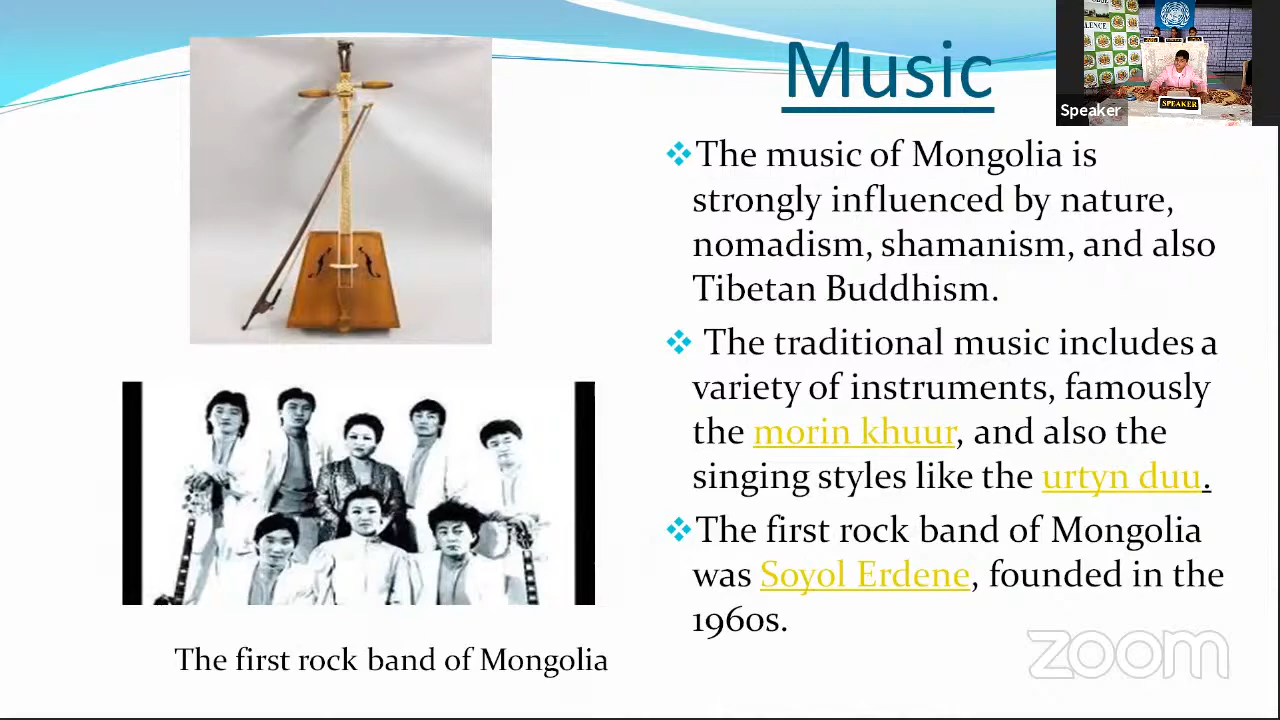 Music
LENCE
SPEAKER
Speaker
❖The music of Mongolia is
strongly influenced by nature,
nomadism, shamanism, and also
Tibetan Buddhism.
❖ The traditional music includes a
variety of instruments, famously
the morin khuur, and also the
singing styles like the urtyn duu.
❖The first rock band of Mongolia
was Soyol Erdene, founded in the
1960s.
The first rock band of Mongolia
zoom